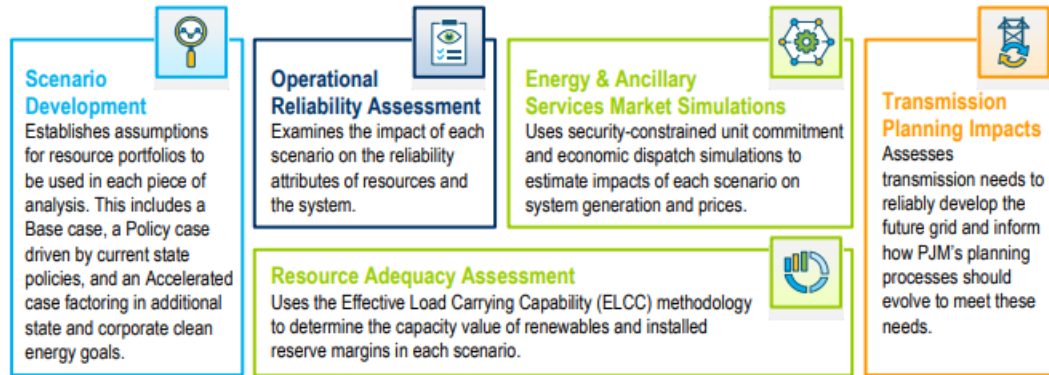 Scenario
Development
Establishes assumptions
for resource portfolios to
be used in each piece of
analysis. This includes a
Base case, a Policy case
driven by current state
policies, and an Accelerated
case factoring in additional
state and corporate clean
energy goals.
Operational
Reliability Assessment
Examines the impact of each
scenario on the reliability
attributes of resources and
the system.
Energy & Ancillary
Services Market Simulations
Uses security-constrained unit commitment
and economic dispatch simulations to
estimate impacts of each scenario on
system generation and prices.
Resource Adequacy Assessment
Uses the Effective Load Carrying Capability (ELCC) methodology
to determine the capacity value of renewables and installed
reserve margins in each scenario.
Transmission
Planning Impacts
Assesses
transmission needs to
reliably develop the
future grid and inform
how PJM's planning
processes should
evolve to meet these
needs.